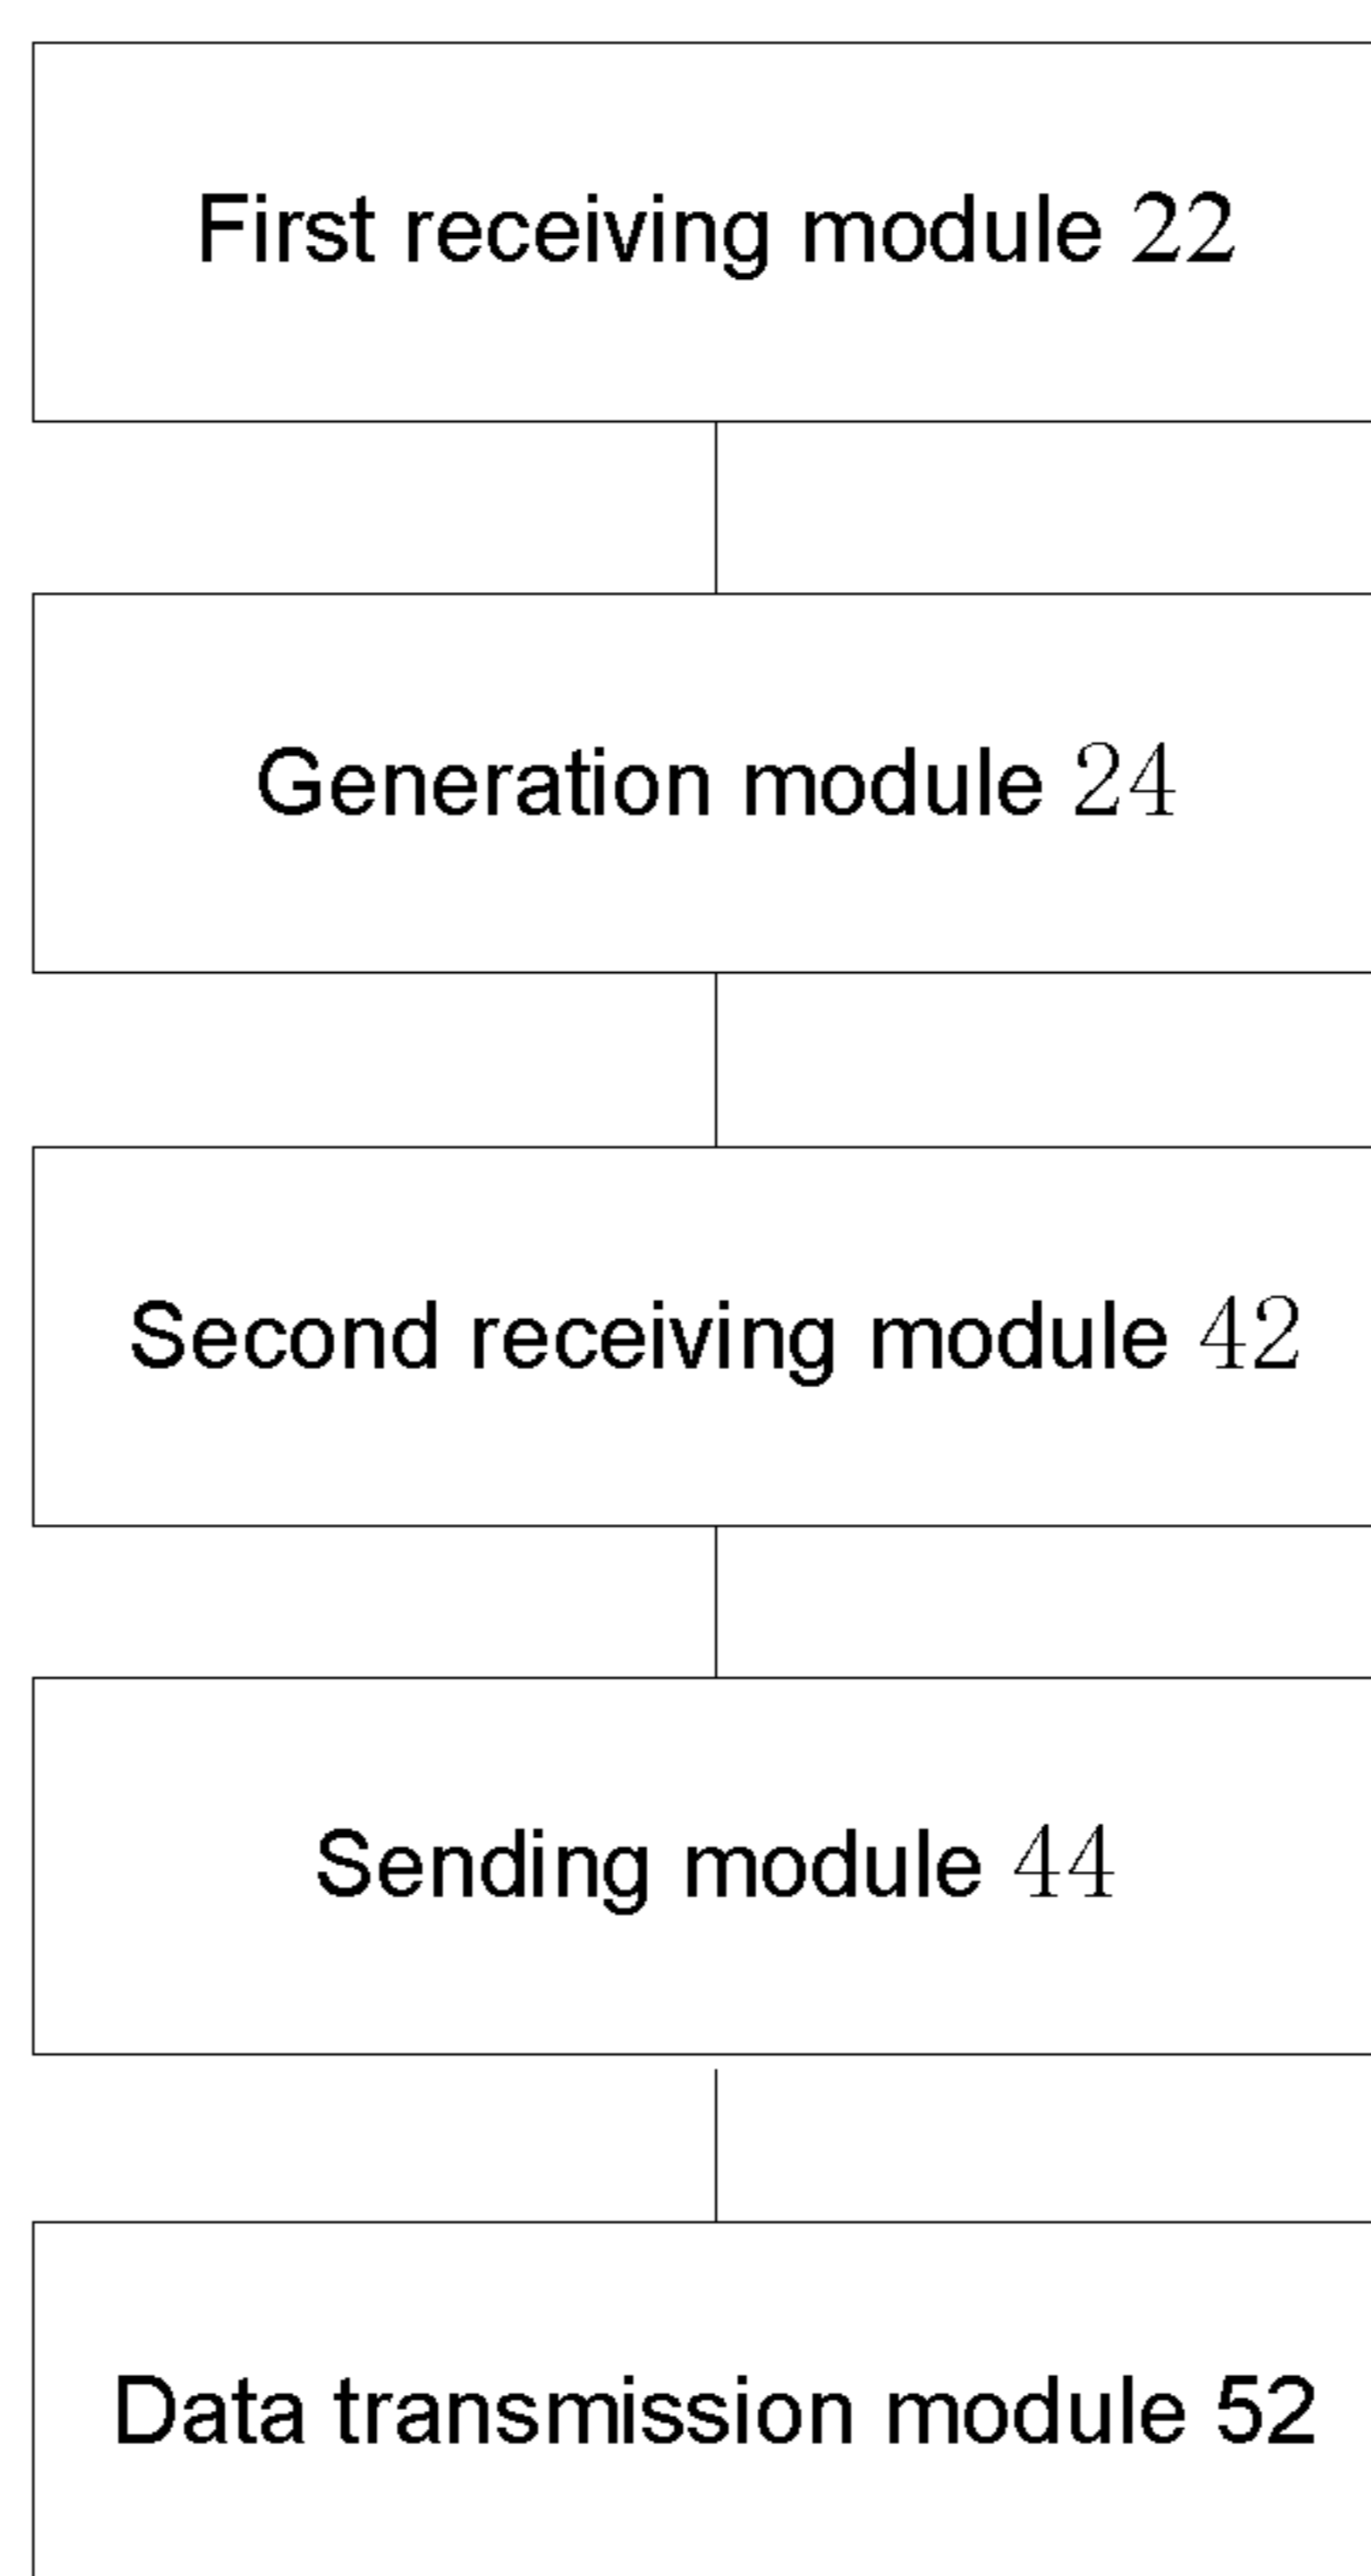 First receiving module 22
Generation module 24
Second receiving module 42
Sending module 44
Data transmission module 52